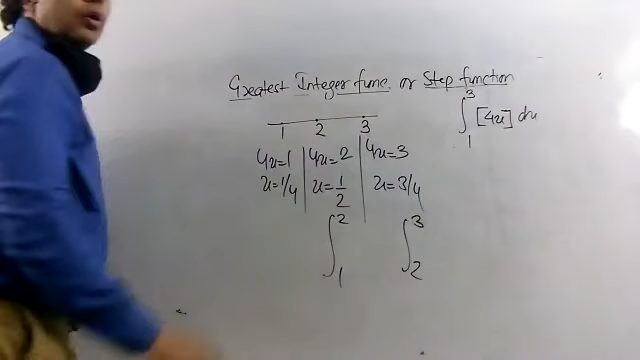 Greatest Integer func. or Step function
∫₁³ [4x] dx
1 2 3
4x=1 | 4x=2 | 4x=3
x=1/4 | x=1/2 | x=3/4
∫₁² ∫₂³